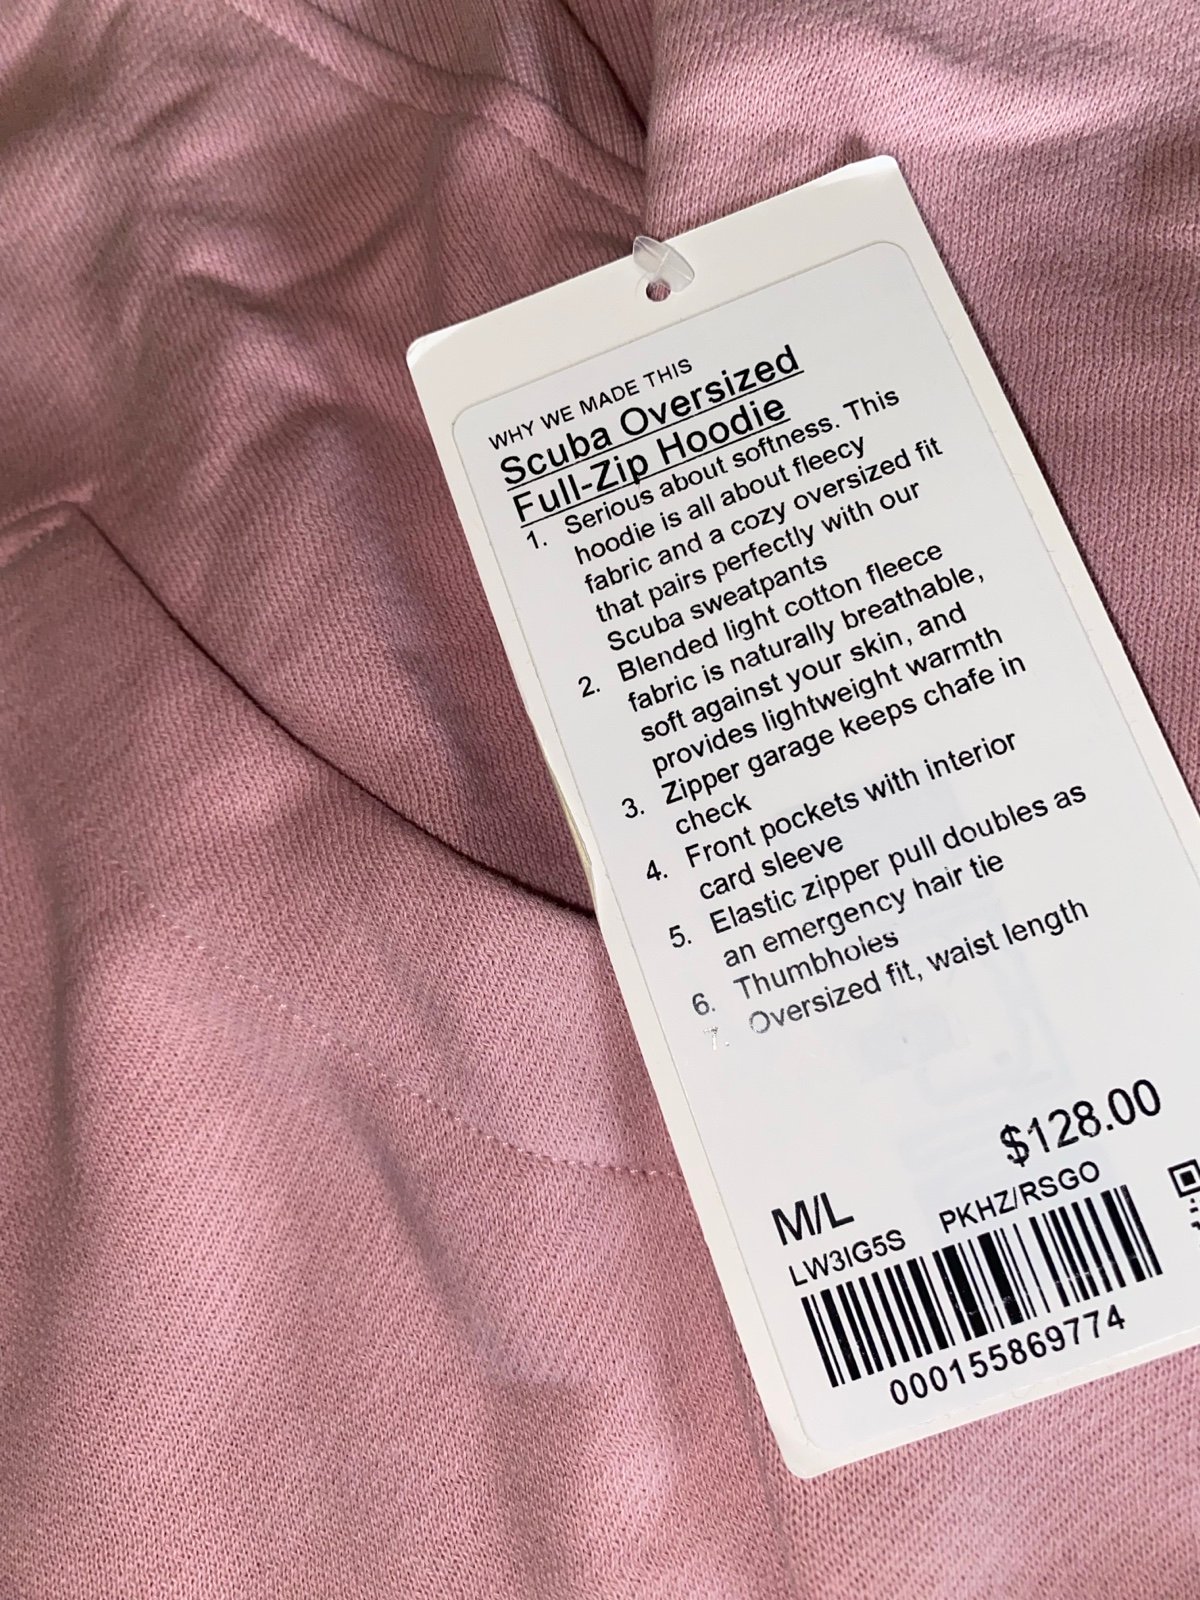 WHY WE MADE THIS
Scuba Oversized
Full-Zip Hoodie
1. Serious about softness. This
hoodie is all about fleecy
fabric and a cozy oversized fit
that pairs perfectly with our
Scuba sweatpants
2. Blended light cotton fleece
fabric is naturally breathable,
soft against your skin, and
provides lightweight warmth
3. Zipper garage keeps chafe in
check
4. Front pockets with interior
card sleeve
5. Elastic zipper pull doubles as
an emergency hair tie
6. Thumbholes
7. Oversized fit, waist length
$128.00
M/L
LW3IG5S PKHZ/RSGO
000155869774